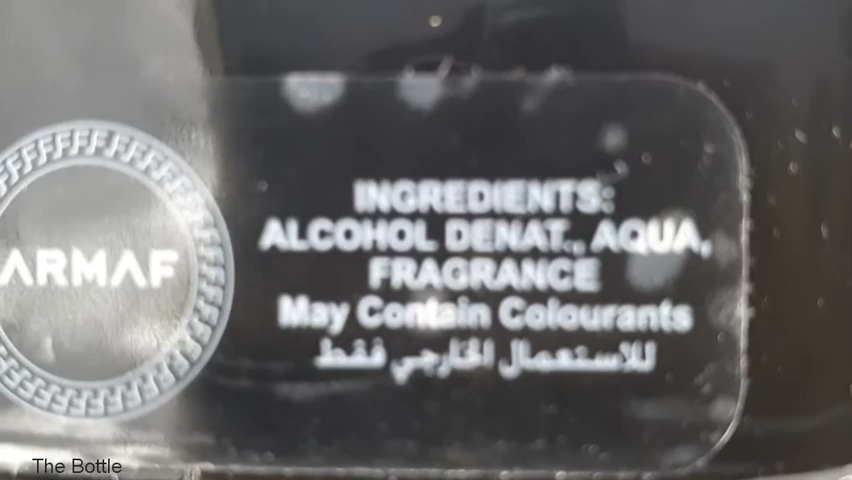 ARMAF
INGREDIENTS:
ALCOHOL DENAT., AQUA,
FRAGRANCE
May Contain Colourants
للاستعمال الخارجي فقط
The Bottle